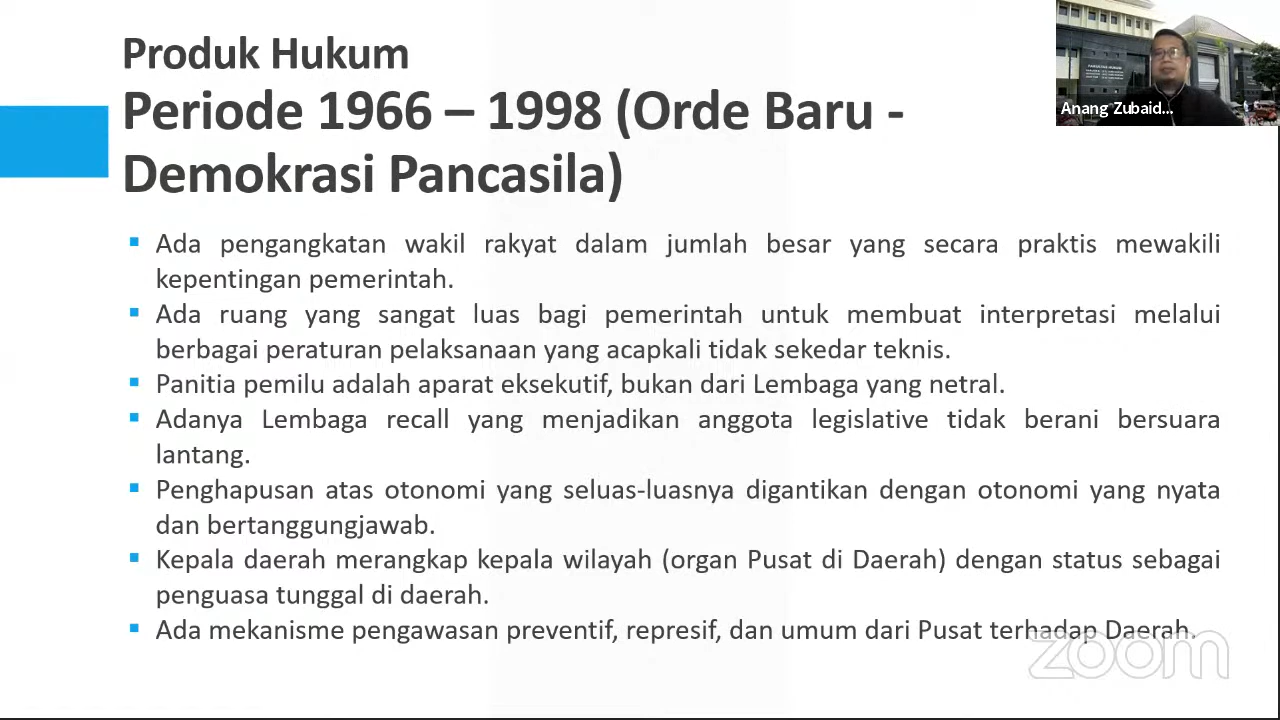 Produk Hukum
Periode 1966 – 1998 (Orde Baru -
Demokrasi Pancasila)
Anang Zubaid...
Ada pengangkatan wakil rakyat dalam jumlah besar yang secara praktis mewakili
kepentingan pemerintah.
Ada ruang yang sangat luas bagi pemerintah untuk membuat interpretasi melalui
berbagai peraturan pelaksanaan yang acapkali tidak sekedar teknis.
Panitia pemilu adalah aparat eksekutif, bukan dari Lembaga yang netral.
Adanya Lembaga recall yang menjadikan anggota legislative tidak berani bersuara
lantang.
Penghapusan atas otonomi yang seluas-luasnya digantikan dengan otonomi yang nyata
dan bertanggungjawab.
Kepala daerah merangkap kepala wilayah (organ Pusat di Daerah) dengan status sebagai
penguasa tunggal di daerah.
Ada mekanisme pengawasan preventif, represif, dan umum dari Pusat terhadap Daerah.
zoom